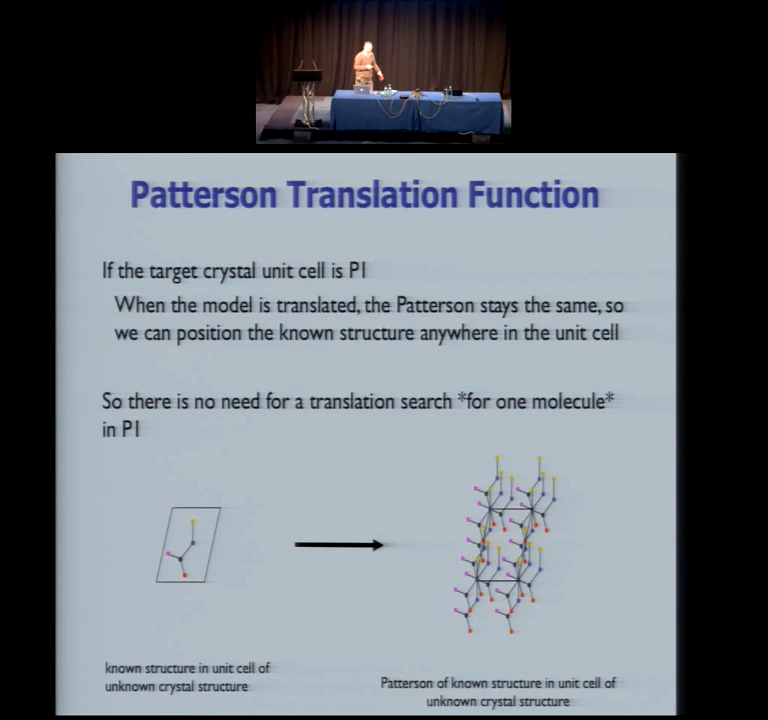 Patterson Translation Function
If the target crystal unit cell is P1
When the model is translated, the Patterson stays the same, so
we can position the known structure anywhere in the unit cell
So there is no need for a translation search *for one molecule*
in P1
known structure in unit cell of
unknown crystal structure
Patterson of known structure in unit cell of
unknown crystal structure